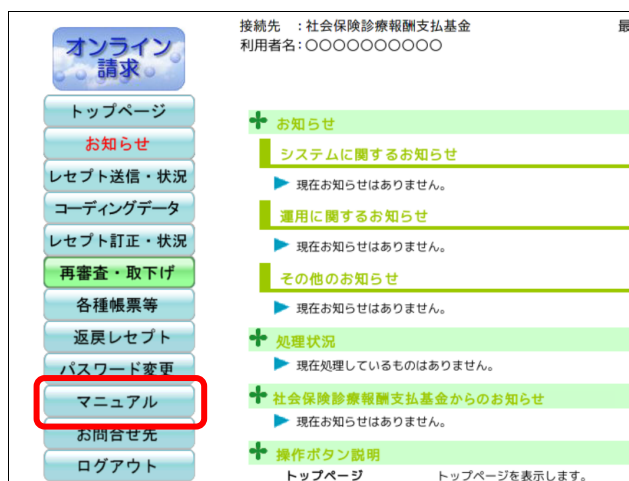 接続先　：社会保険診療報酬支払基金
最
利用者名：〇〇〇〇〇〇〇〇〇〇
オンライン
請求
トップページ
お知らせ
レセプト送信・状況
コーディングデータ
レセプト訂正・状況
再審査・取下げ
各種帳票等
返戻レセプト
パスワード変更
マニュアル
お問合せ先
ログアウト
お知らせ
システムに関するお知らせ
現在お知らせはありません。
運用に関するお知らせ
現在お知らせはありません。
その他のお知らせ
現在お知らせはありません。
処理状況
現在処理しているものはありません。
社会保険診療報酬支払基金からのお知らせ
現在お知らせはありません。
操作ボタン説明
トップページ　トップページを表示します。